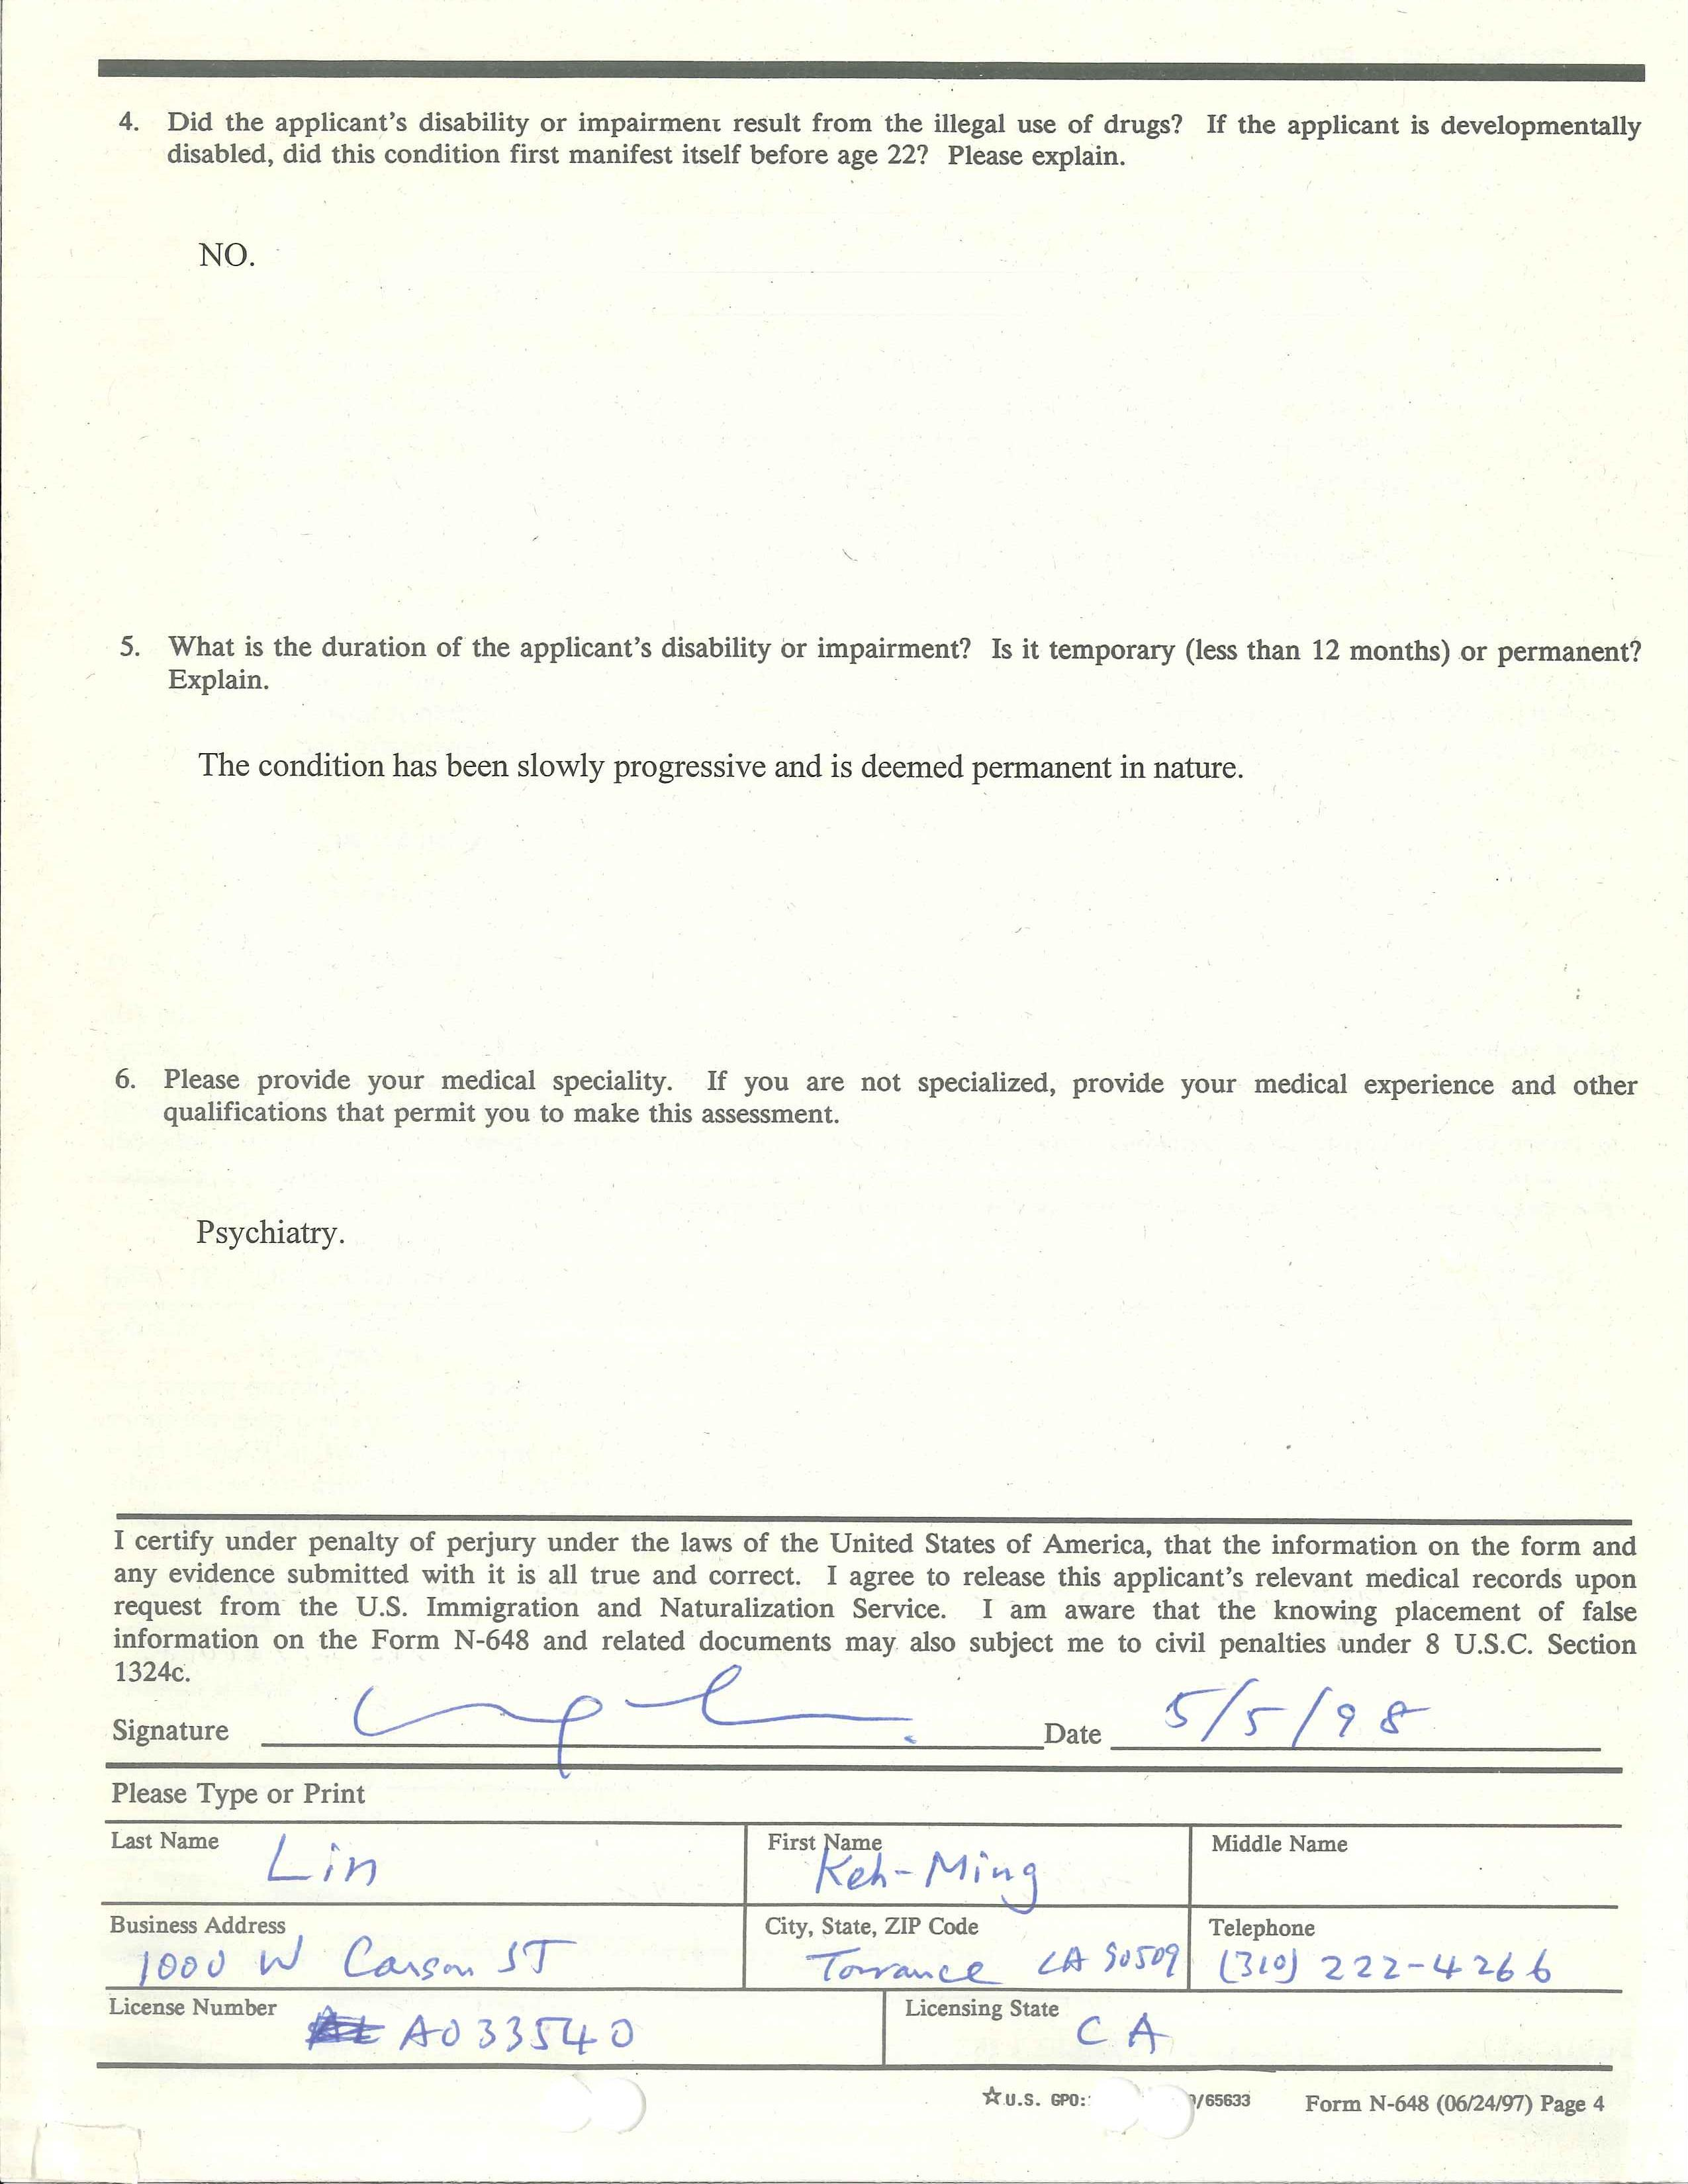 4. Did the applicant's disability or impairment result from the illegal use of drugs? If the applicant is developmentally
disabled, did this condition first manifest itself before age 22? Please explain.
NO.
5. What is the duration of the applicant's disability or impairment? Is it temporary (less than 12 months) or permanent?
Explain.
The condition has been slowly progressive and is deemed permanent in nature.
6. Please provide your medical speciality. If you are not specialized, provide your medical experience and other
qualifications that permit you to make this assessment.
Psychiatry.
I certify under penalty of perjury under the laws of the United States of America, that the information on the form and
any evidence submitted with it is all true and correct. I agree to release this applicant's relevant medical records upon
request from the U.S. Immigration and Naturalization Service. I am aware that the knowing placement of false
information on the Form N-648 and related documents may also subject me to civil penalties under 8 U.S.C. Section
1324c.
Signature Date 5/5/98
Please Type or Print
Last Name First Name Middle Name
Lin Keh-Ming
Business Address City, State, ZIP Code Telephone
1000 W Carson ST Torrance CA 90509 (310) 222-4266
License Number Licensing State
A033540 CA
☆U.S. GPO: /65633 Form N-648 (06/24/97) Page 4